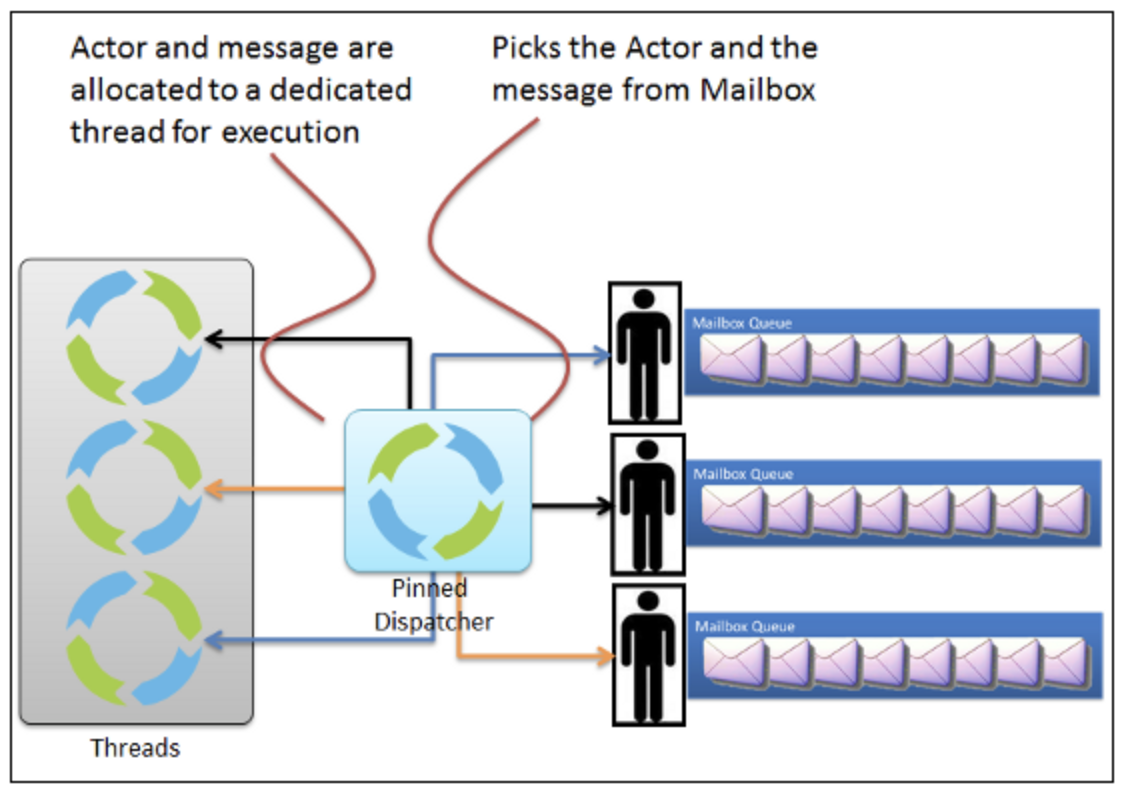 Actor and message are
allocated to a dedicated
thread for execution
Picks the Actor and the
message from Mailbox
Mailbox Queue
Mailbox Queue
Mailbox Queue
Pinned
Dispatcher
Threads